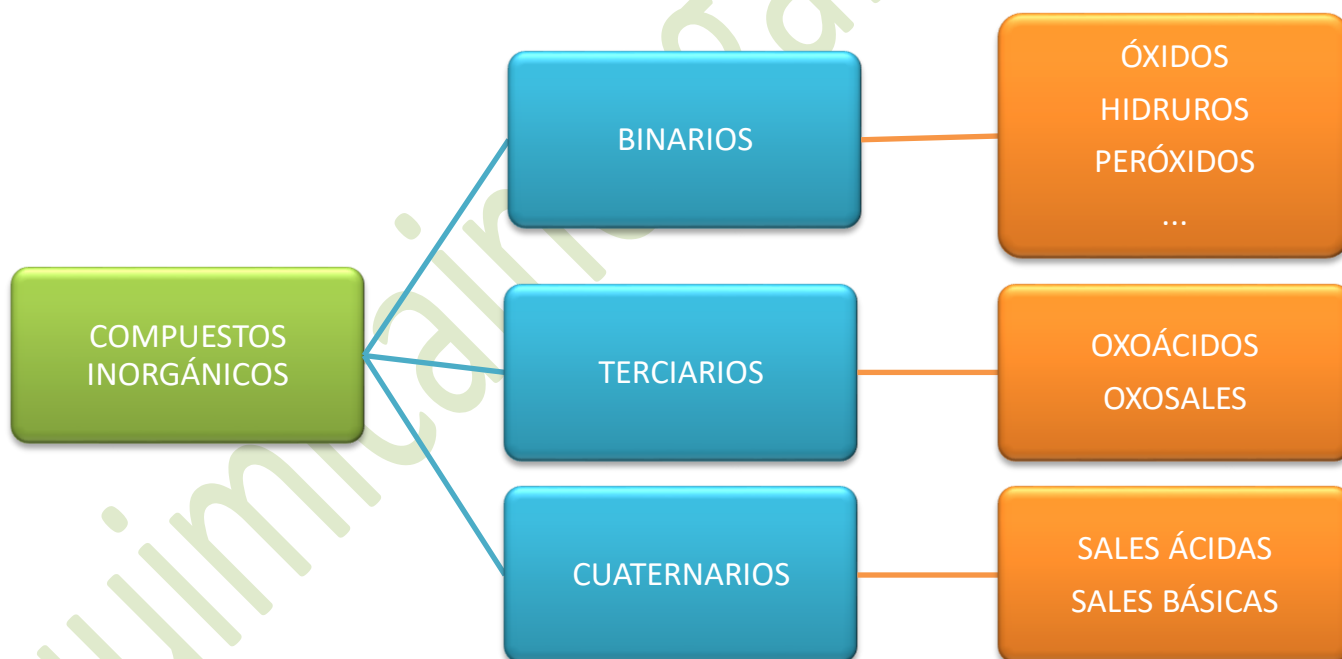 COMPUESTOS
INORGÁNICOS
BINARIOS
ÓXIDOS
HIDRUROS
PERÓXIDOS
...
TERCIARIOS
OXOÁCIDOS
OXOSALES
CUATERNARIOS
SALES ÁCIDAS
SALES BÁSICAS